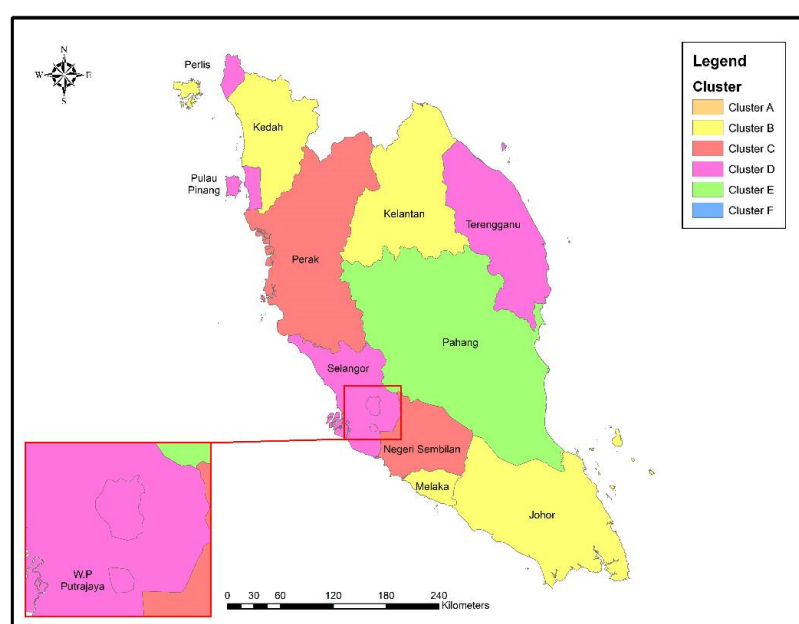 N
W E
S
Perlis
Kedah
Pulau
Pinang
Perak
Kelantan
Terengganu
Pahang
Selangor
Negeri Sembilan
Melaka
Johor
W.P
Putrajaya
0 30 60 120 180 240
Kilometers
Legend
Cluster
Cluster A
Cluster B
Cluster C
Cluster D
Cluster E
Cluster F